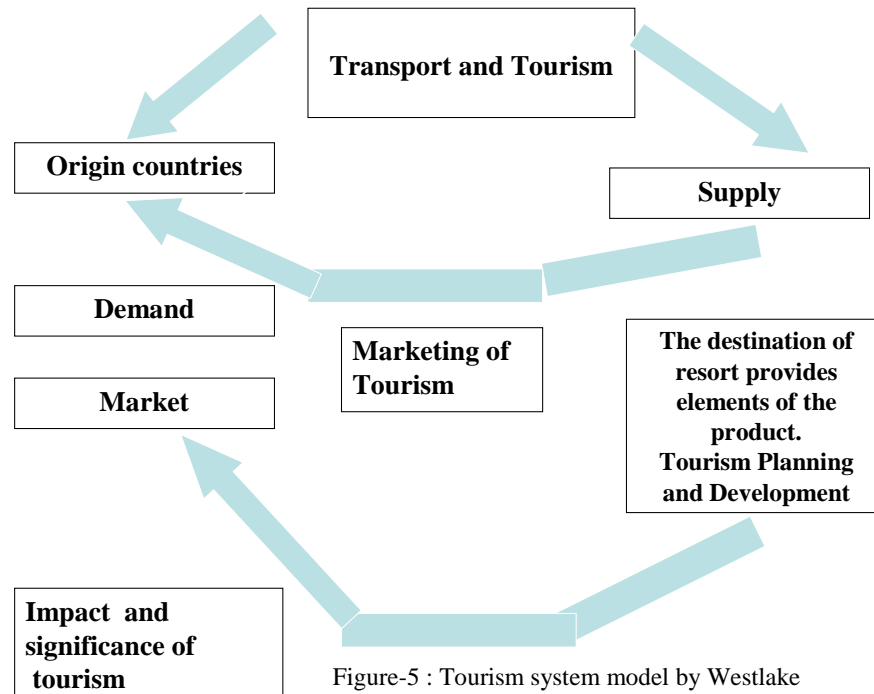 Transport and Tourism
Origin countries
Supply
Demand
Marketing of
Tourism
Market
The destination of
resort provides
elements of the
product.
Tourism Planning
and Development
Impact and
significance of
tourism
Figure-5 : Tourism system model by Westlake